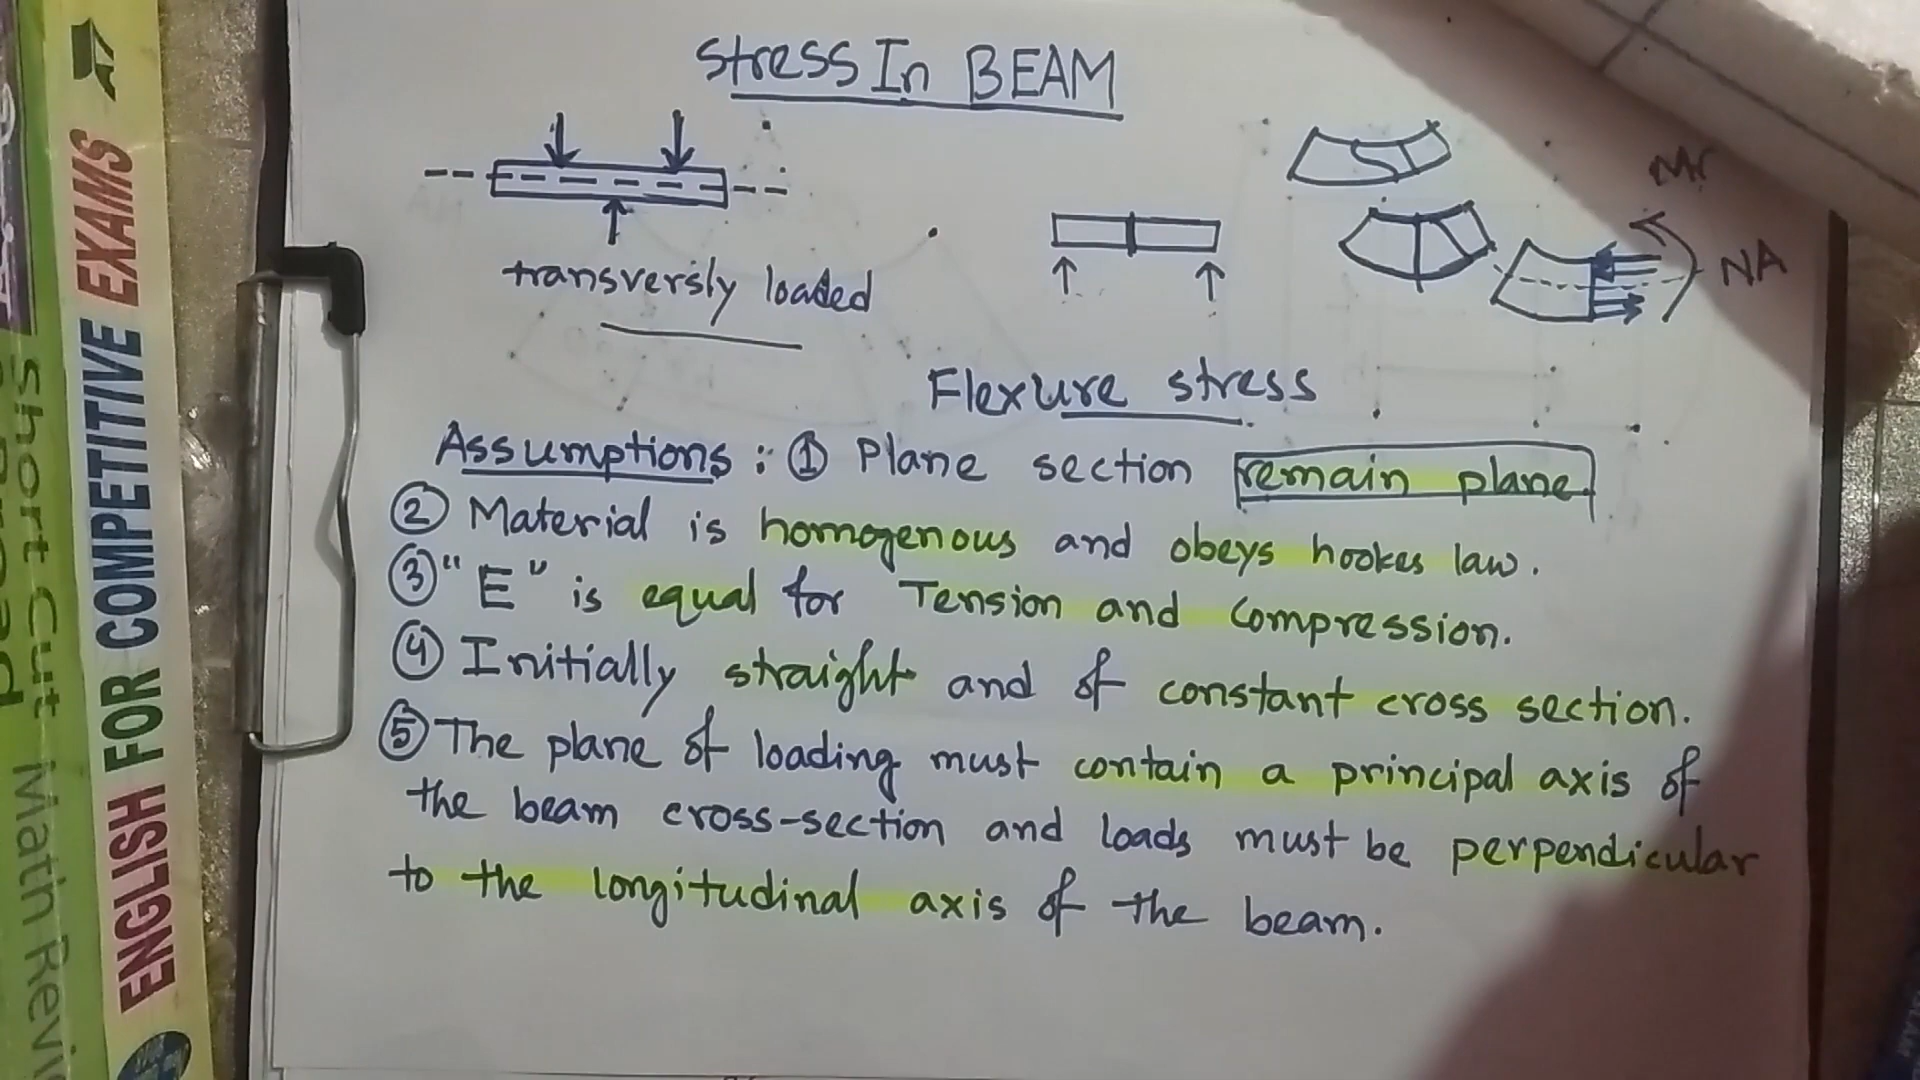 Stress In BEAM
transversly loaded
Mr
NA
Flexure stress
Assumptions : ① Plane section remain plane.
② Material is homogenous and obeys hookes law.
③ "E" is equal for Tension and compression.
④ Initially straight and of constant cross section.
⑤ The plane of loading must contain a principal axis of
the beam cross-section and loads must be perpendicular
to the longitudinal axis of the beam.
ENGLISH FOR COMPETITIVE EXAMS
Short Cut Math